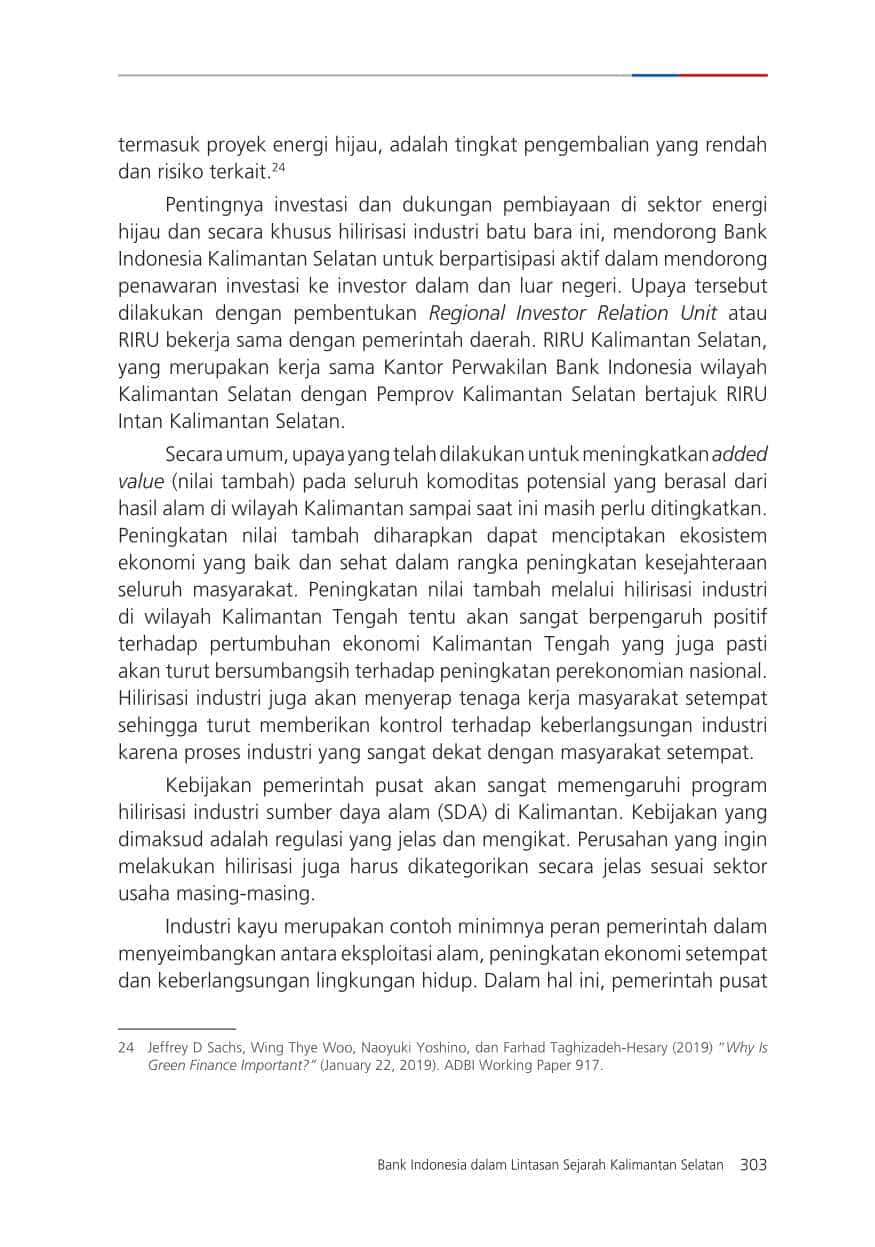 termasuk proyek energi hijau, adalah tingkat pengembalian yang rendah
dan risiko terkait.24
Pentingnya investasi dan dukungan pembiayaan di sektor energi
hijau dan secara khusus hilirisasi industri batu bara ini, mendorong Bank
Indonesia Kalimantan Selatan untuk berpartisipasi aktif dalam mendorong
penawaran investasi ke investor dalam dan luar negeri. Upaya tersebut
dilakukan dengan pembentukan Regional Investor Relation Unit atau
RIRU bekerja sama dengan pemerintah daerah. RIRU Kalimantan Selatan,
yang merupakan kerja sama Kantor Perwakilan Bank Indonesia wilayah
Kalimantan Selatan dengan Pemprov Kalimantan Selatan bertajuk RIRU
Intan Kalimantan Selatan.
Secara umum, upaya yang telah dilakukan untuk meningkatkan added
value (nilai tambah) pada seluruh komoditas potensial yang berasal dari
hasil alam di wilayah Kalimantan sampai saat ini masih perlu ditingkatkan.
Peningkatan nilai tambah diharapkan dapat menciptakan ekosistem
ekonomi yang baik dan sehat dalam rangka peningkatan kesejahteraan
seluruh masyarakat. Peningkatan nilai tambah melalui hilirisasi industri
di wilayah Kalimantan Tengah tentu akan sangat berpengaruh positif
terhadap pertumbuhan ekonomi Kalimantan Tengah yang juga pasti
akan turut bersumbangsih terhadap peningkatan perekonomian nasional.
Hilirisasi industri juga akan menyerap tenaga kerja masyarakat setempat
sehingga turut memberikan kontrol terhadap keberlangsungan industri
karena proses industri yang sangat dekat dengan masyarakat setempat.
Kebijakan pemerintah pusat akan sangat memengaruhi program
hilirisasi industri sumber daya alam (SDA) di Kalimantan. Kebijakan yang
dimaksud adalah regulasi yang jelas dan mengikat. Perusahan yang ingin
melakukan hilirisasi juga harus dikategorikan secara jelas sesuai sektor
usaha masing-masing.
Industri kayu merupakan contoh minimnya peran pemerintah dalam
menyeimbangkan antara eksploitasi alam, peningkatan ekonomi setempat
dan keberlangsungan lingkungan hidup. Dalam hal ini, pemerintah pusat
24 Jeffrey D Sachs, Wing Thye Woo, Naoyuki Yoshino, dan Farhad Taghizadeh-Hesary (2019) "Why Is
Green Finance Important?" (January 22, 2019). ADBI Working Paper 917.
Bank Indonesia dalam Lintasan Sejarah Kalimantan Selatan 303